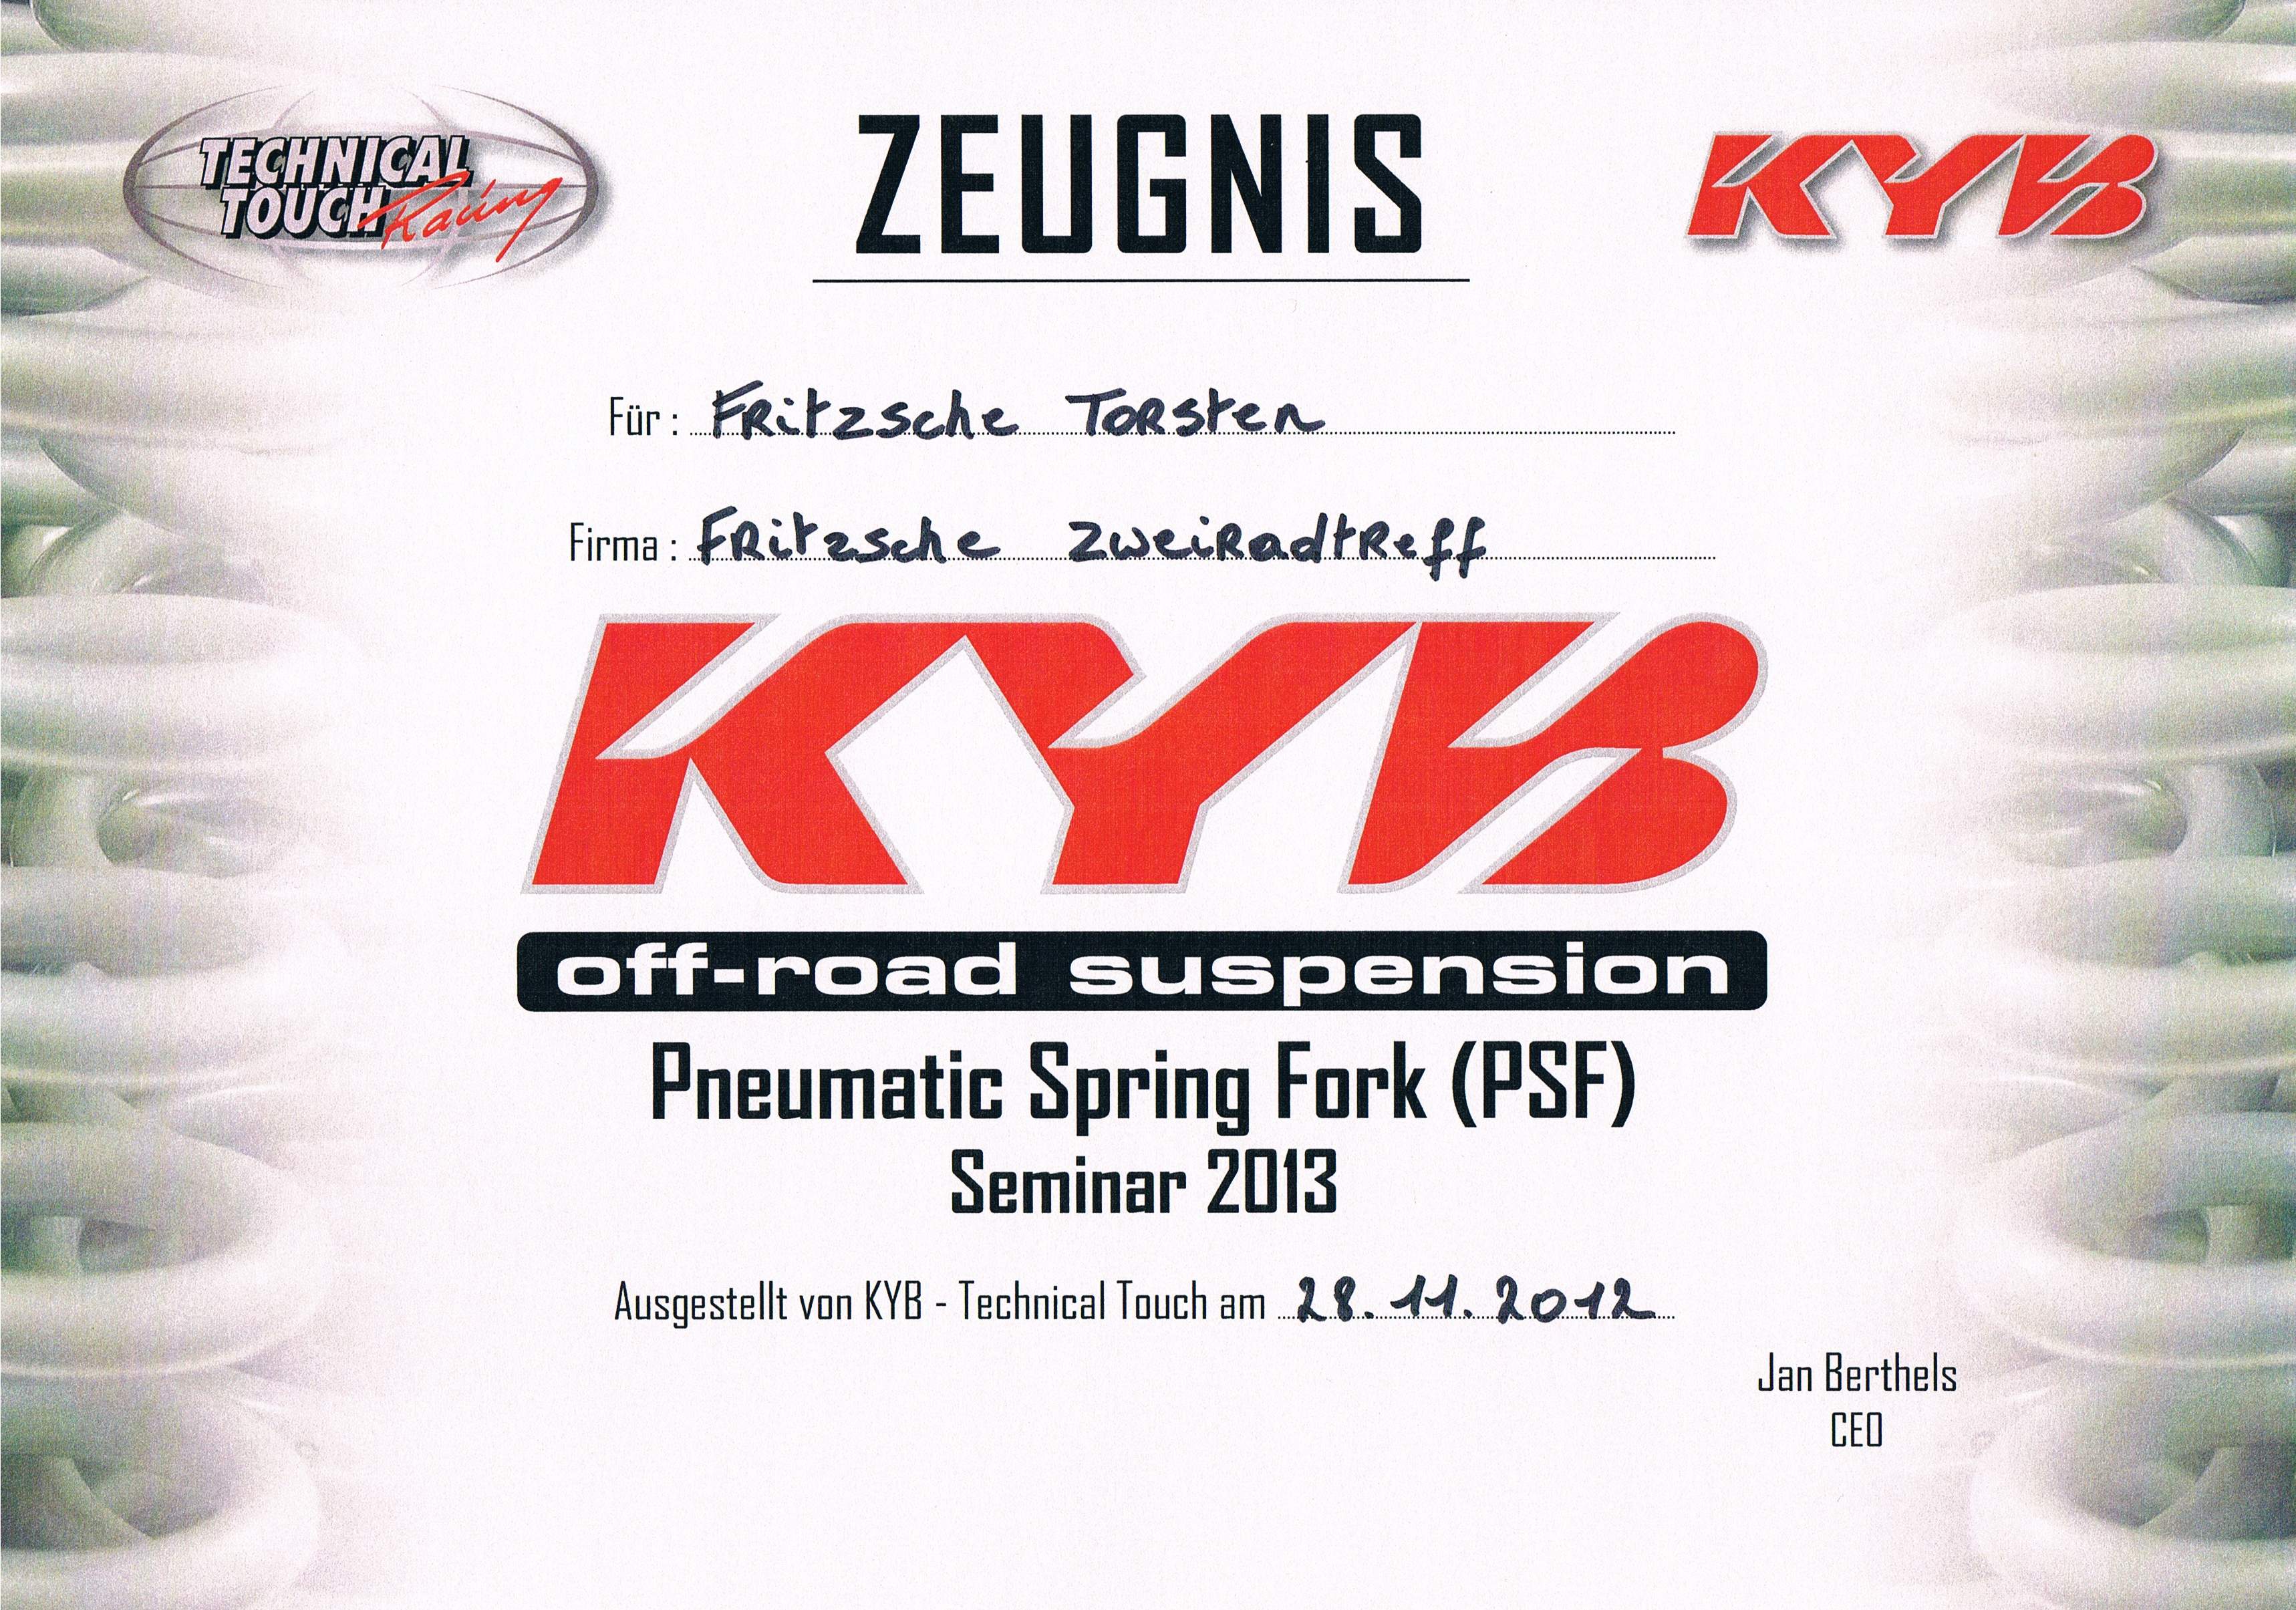 TECHNICAL
TOUCH Racing
ZEUGNIS
KYB
Für : Fritzsche Torsten
Firma : Fritzsche Zweiradtreff
KYB
off-road suspension
Pneumatic Spring Fork (PSF)
Seminar 2013
Ausgestellt von KYB - Technical Touch am 28.11.2012
Jan Berthels
CEO